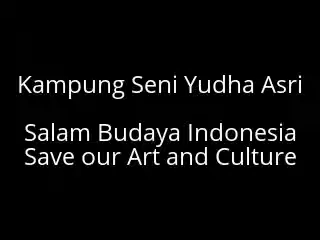 Kampung Seni Yudha Asri
Salam Budaya Indonesia
Save our Art and Culture